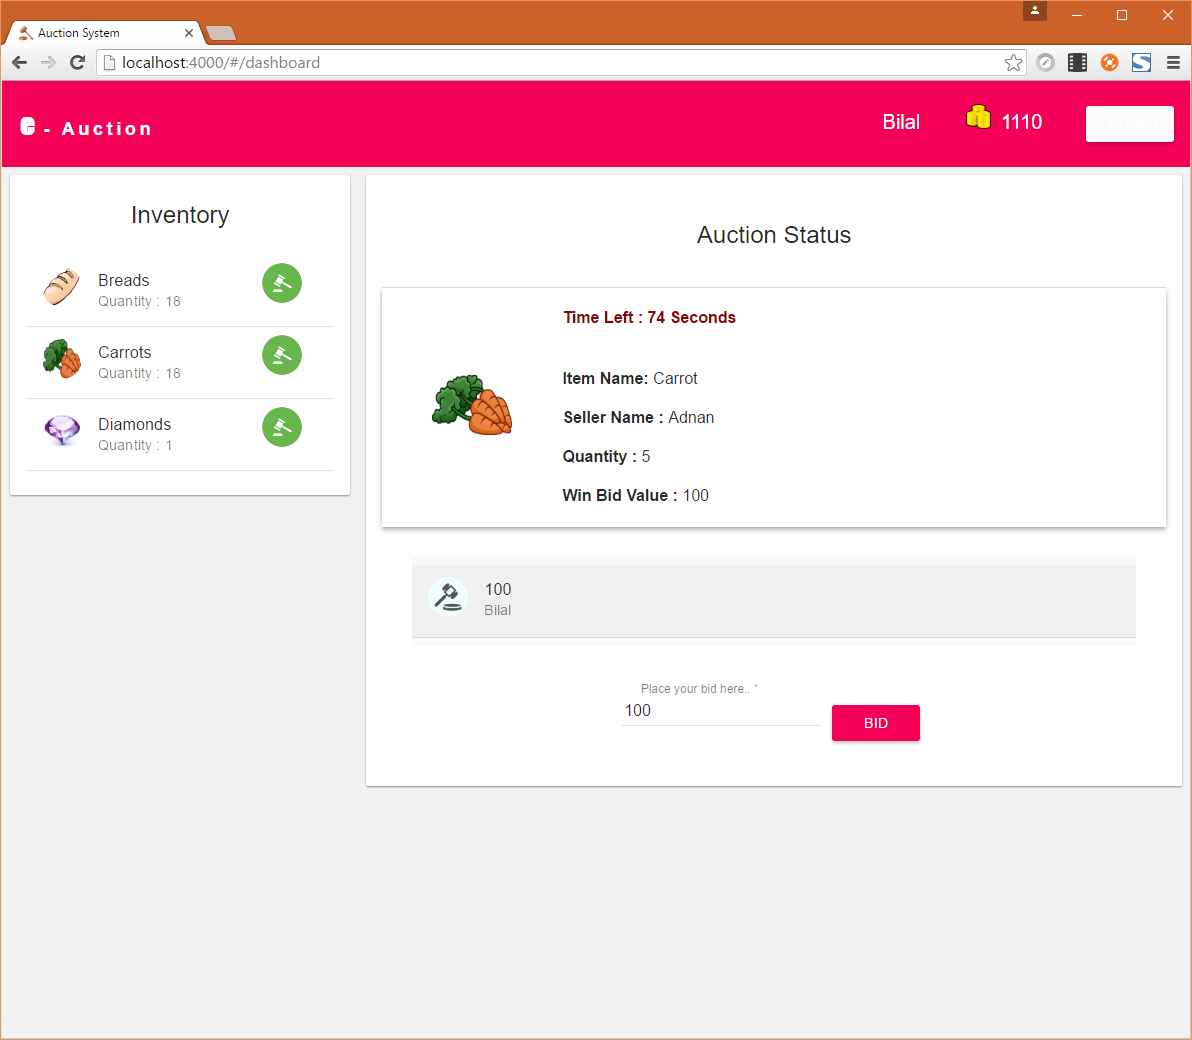 Auction System
localhost:4000/#/dashboard
e - Auction
Bilal
1110
Inventory
Breads
Quantity : 18
Carrots
Quantity : 18
Diamonds
Quantity : 1
Auction Status
Time Left : 74 Seconds
Item Name: Carrot
Seller Name : Adnan
Quantity : 5
Win Bid Value : 100
100
Bilal
Place your bid here.. *
100
BID